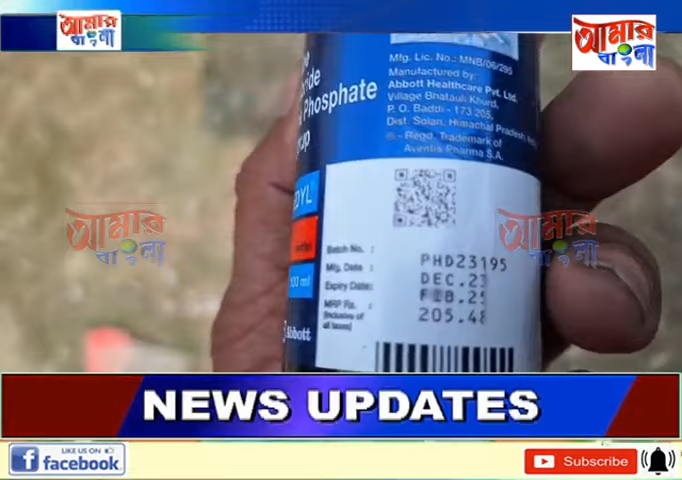 আমার
বাংলা
আমার
বাংলা
Mfg. Lic. No.: MNB/06/295
Manufactured by:
Abbott Healthcare Pvt. Ltd.
Village Bhatauli Khurd,
P. O. Baddi - 173 205,
Dist. Solan, Himachal Pradesh
® - Regd. Trademark of
Aventis Pharma S.A.
Phosphate
DYL
100 ml
Abbott
Batch No. : PHD23195
Mfg. Date : DEC.23
Expiry Date: FEB.25
MRP Rs. : 205.48
(Inclusive of
all taxes)
আমার
বাংলা
আমার
বাংলা
NEWS UPDATES
LIKE US ON
facebook
Subscribe